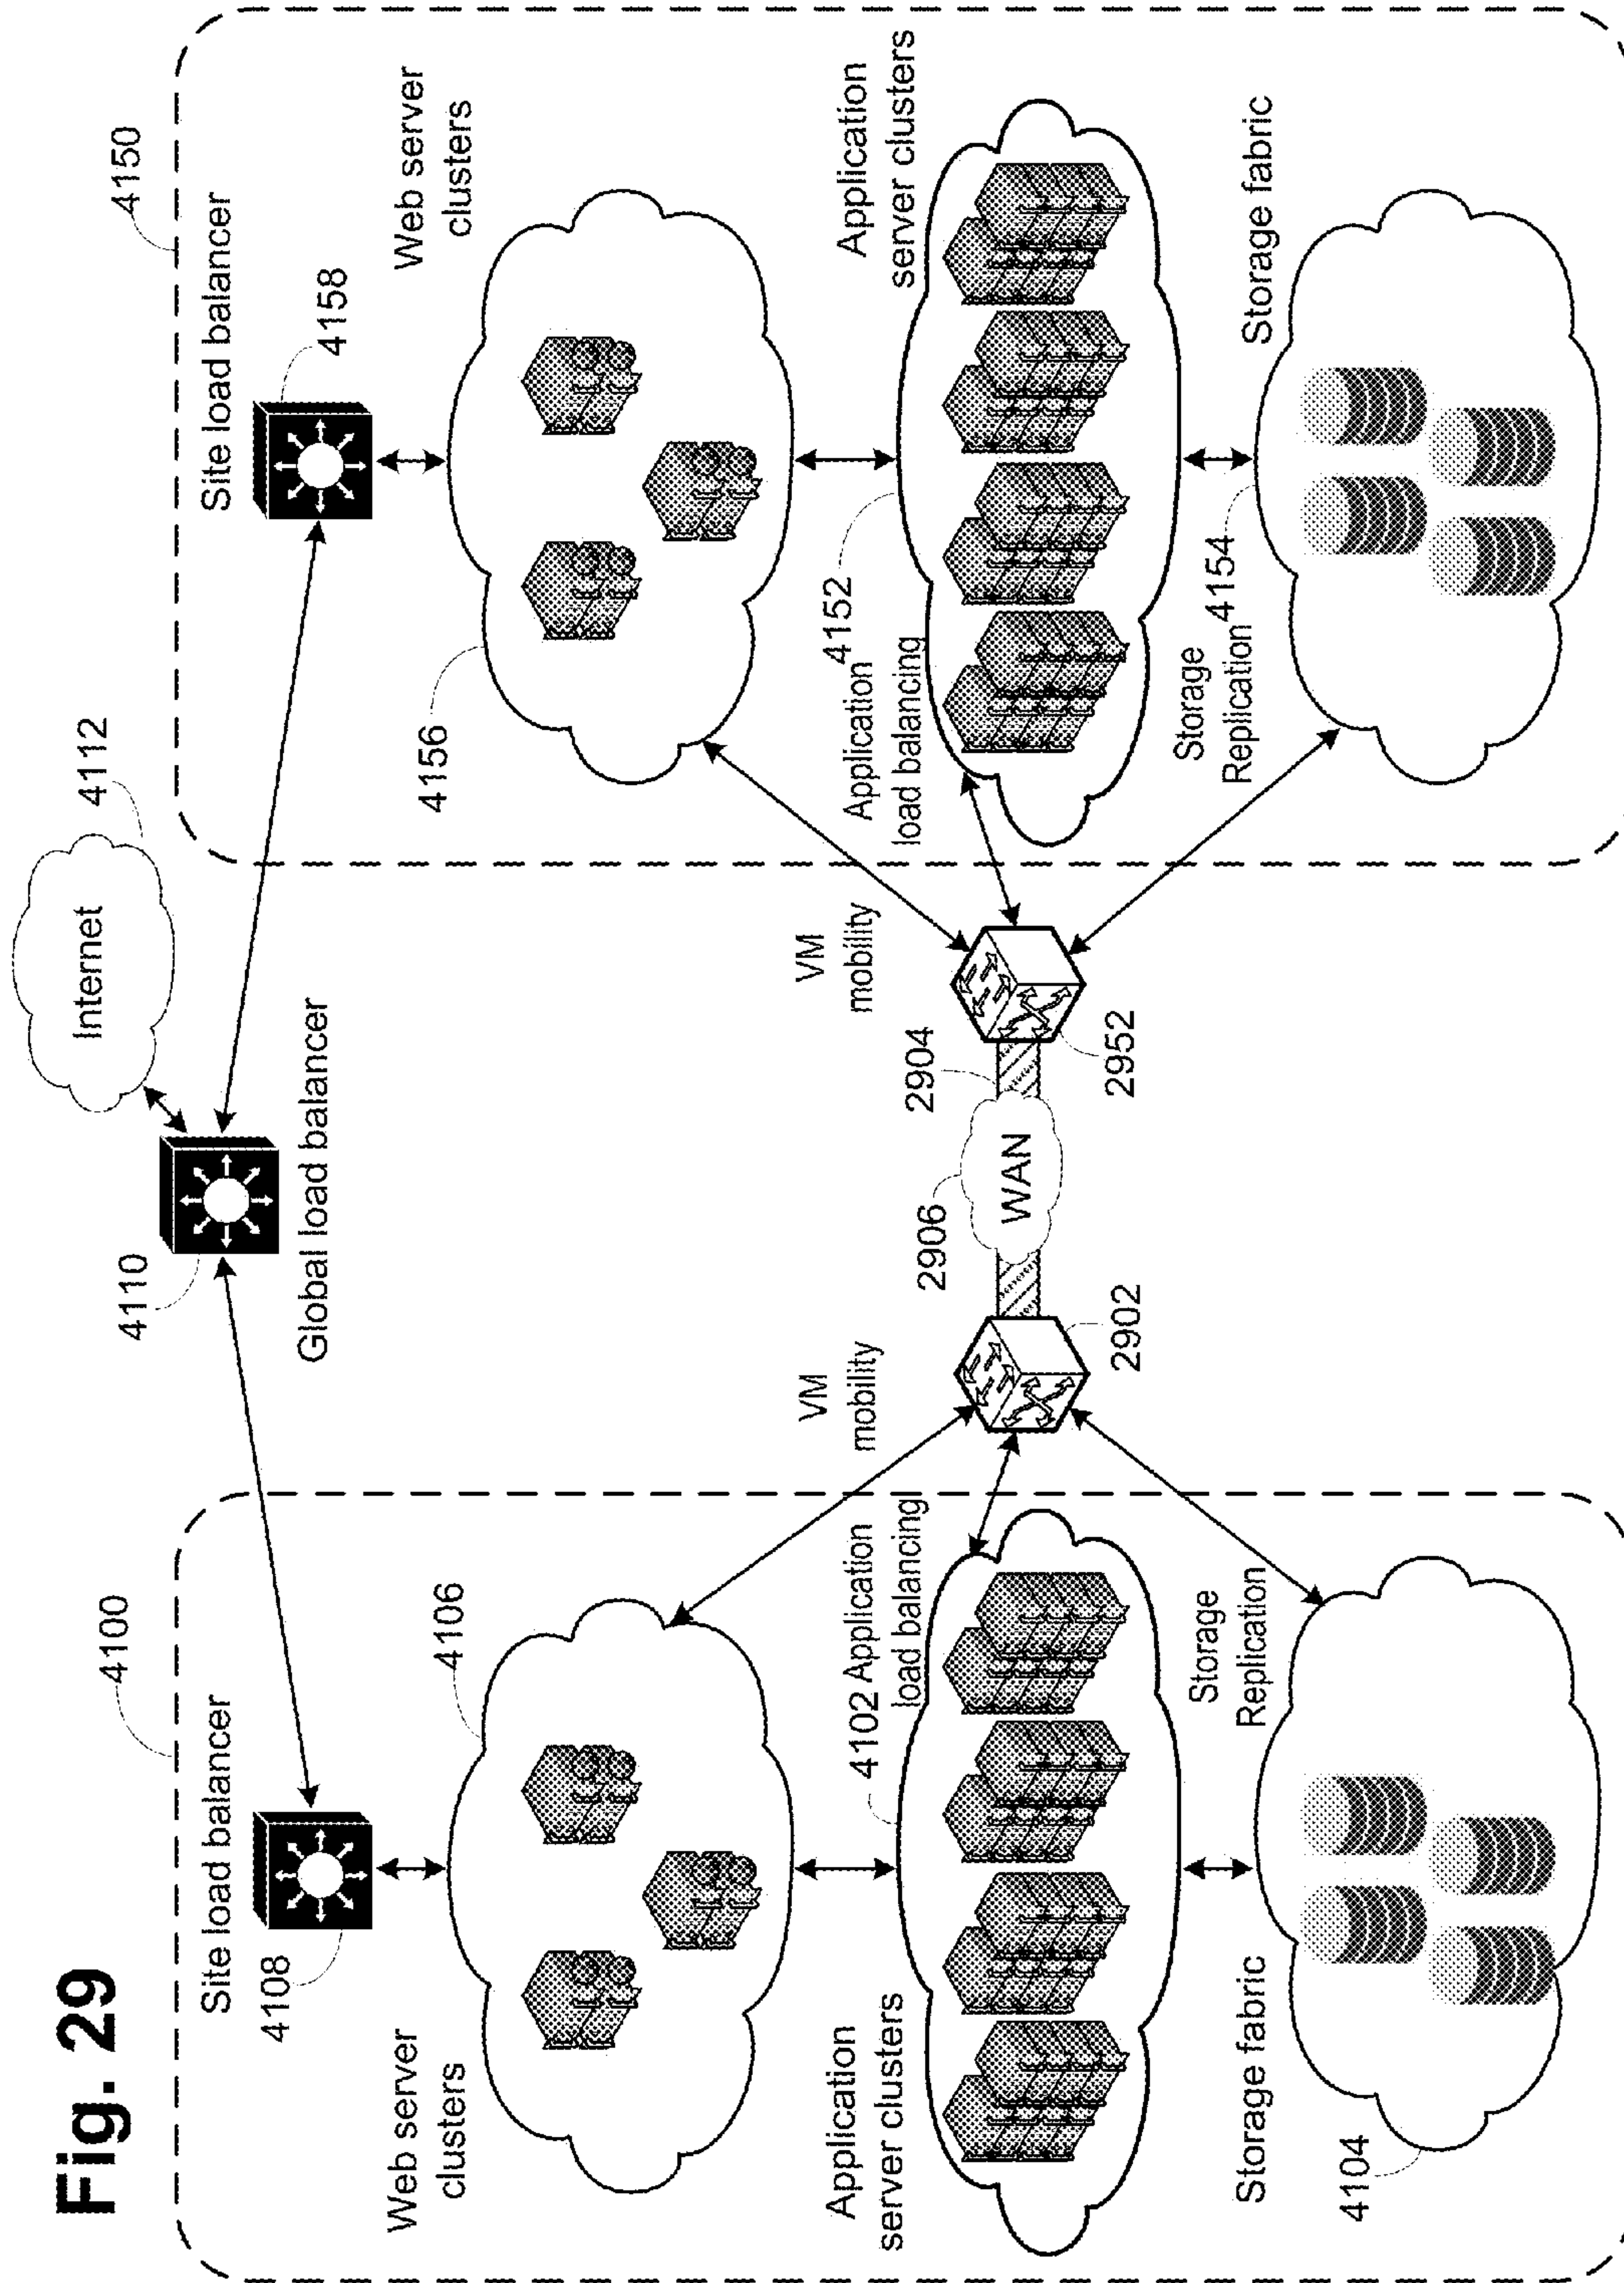 Fig. 29
4100
4110
Internet
4112
4150
Site load balancer
4108
Global load balancer
Site load balancer
4158
Web server
clusters
4106
4156
Web server
clusters
VM
mobility
VM
mobility
Application
server clusters
4102 Application
load balancing
2906
2904
WAN
2902
2952
Application
load balancing
4152
Application
server clusters
Storage
Replication
Storage
Replication
4154
Storage fabric
4104
Storage fabric